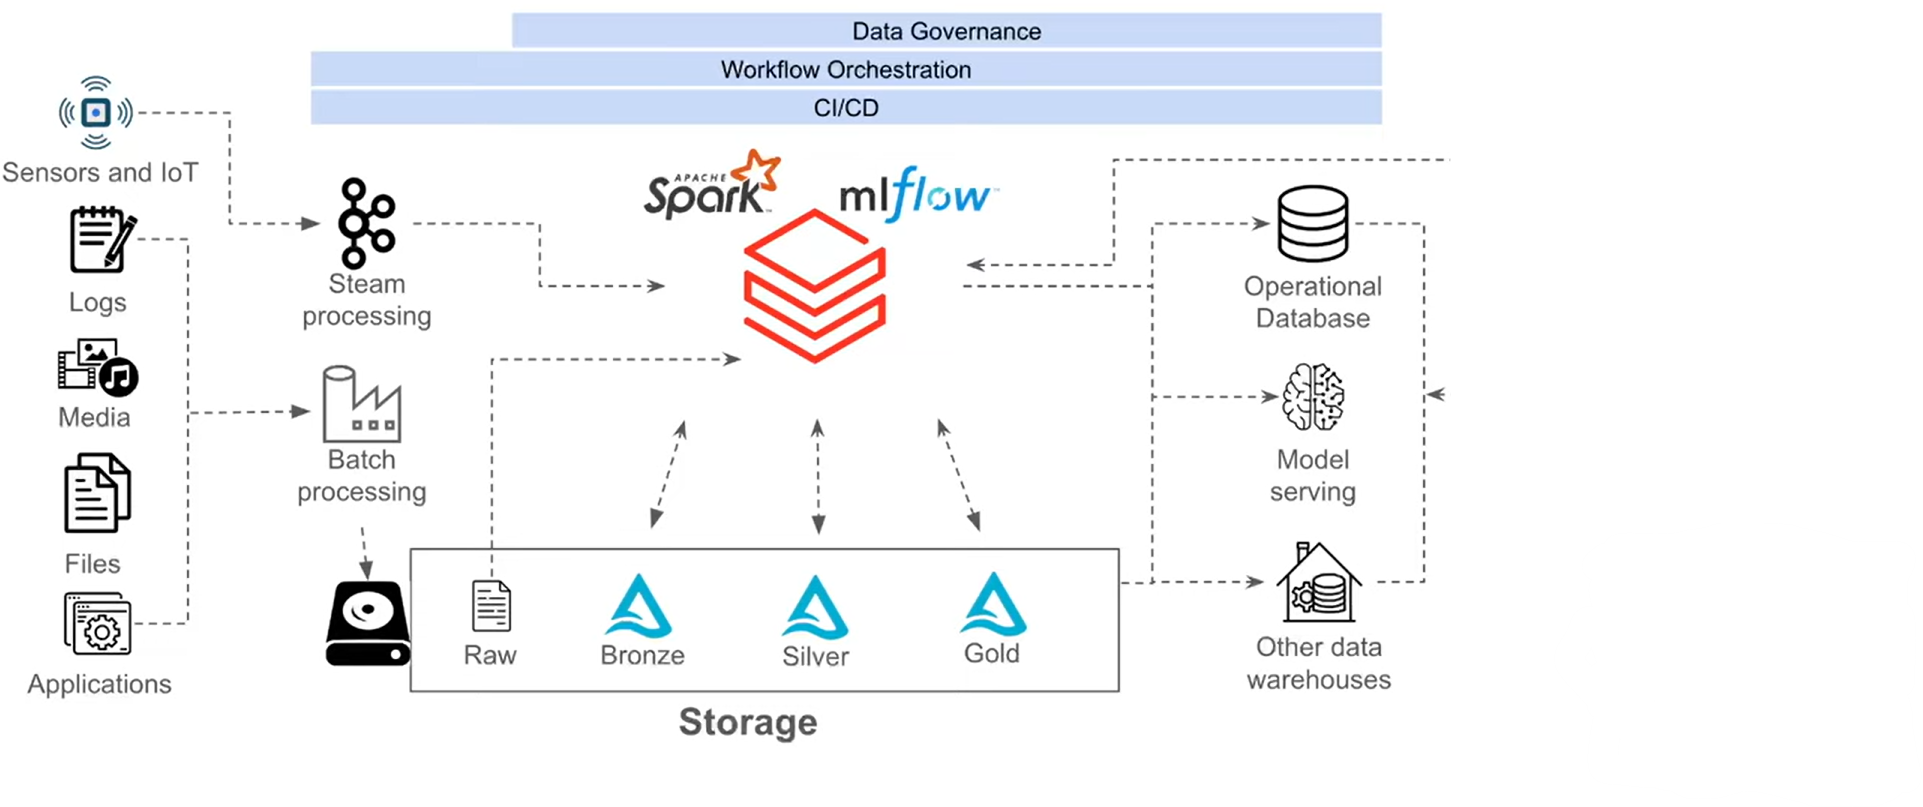 Data Governance
Workflow Orchestration
CI/CD
Sensors and IoT
APACHE
Spark
mlflow
Logs
Steam
processing
Operational
Database
Media
Batch
processing
Model
serving
Files
Applications
Raw
Bronze
Silver
Gold
Other data
warehouses
Storage